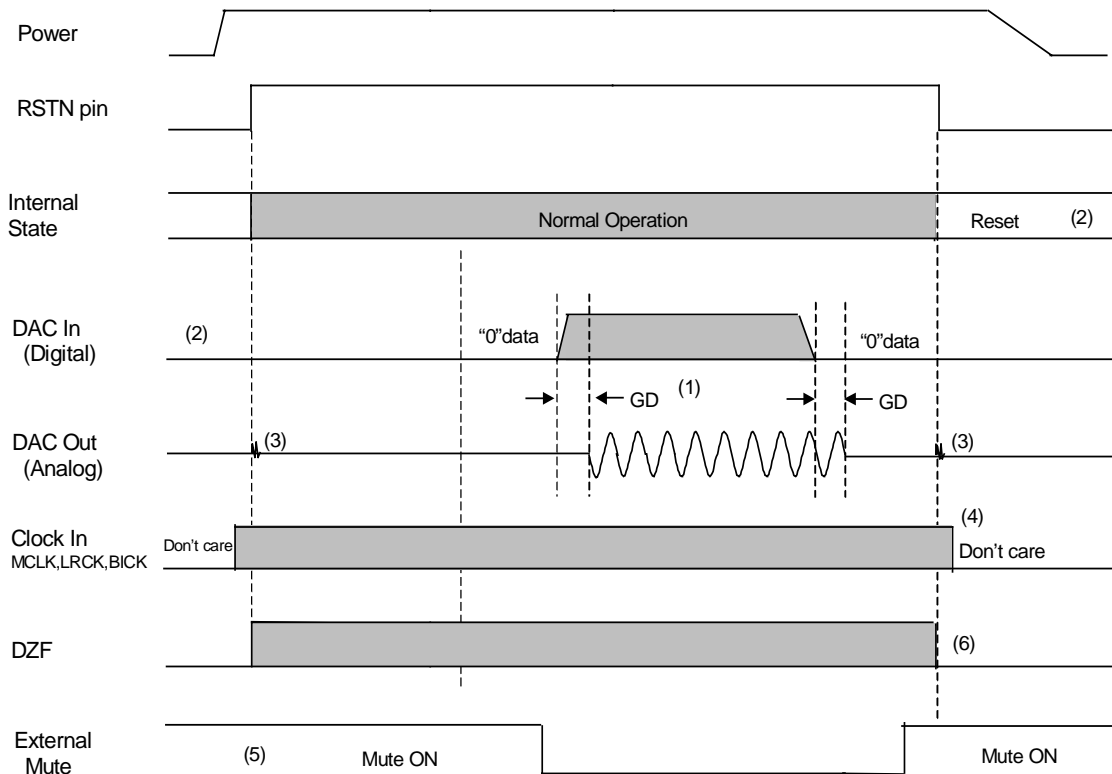 Power
RSTN pin
Internal
State
Normal Operation
Reset
(2)
DAC In
(Digital)
(2)
“0”data
“0”data
(1)
GD
GD
DAC Out
(Analog)
(3)
(3)
Clock In
MCLK,LRCK,BICK
Don’t care
(4)
Don’t care
DZF
(6)
External
Mute
(5)
Mute ON
Mute ON